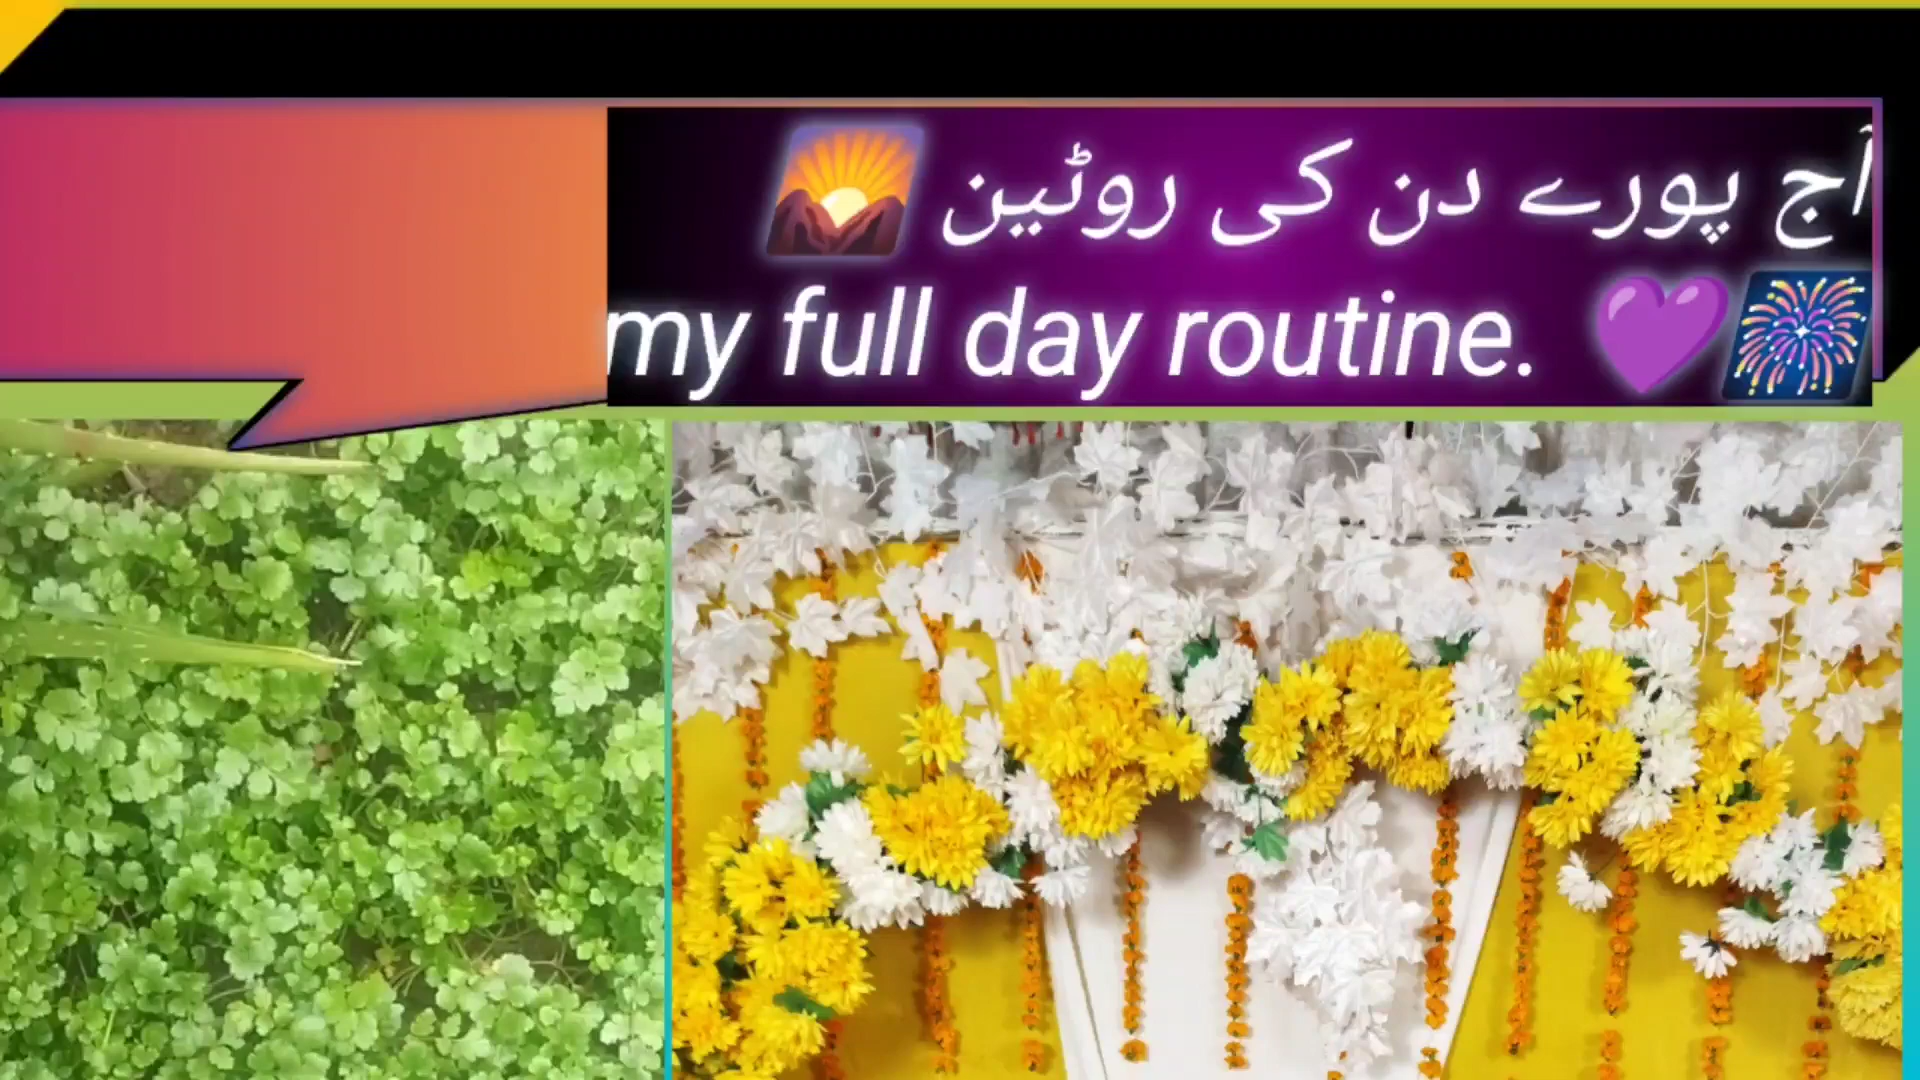 آج پورے دن کی روٹین 🌄
my full day routine. 💜🎆